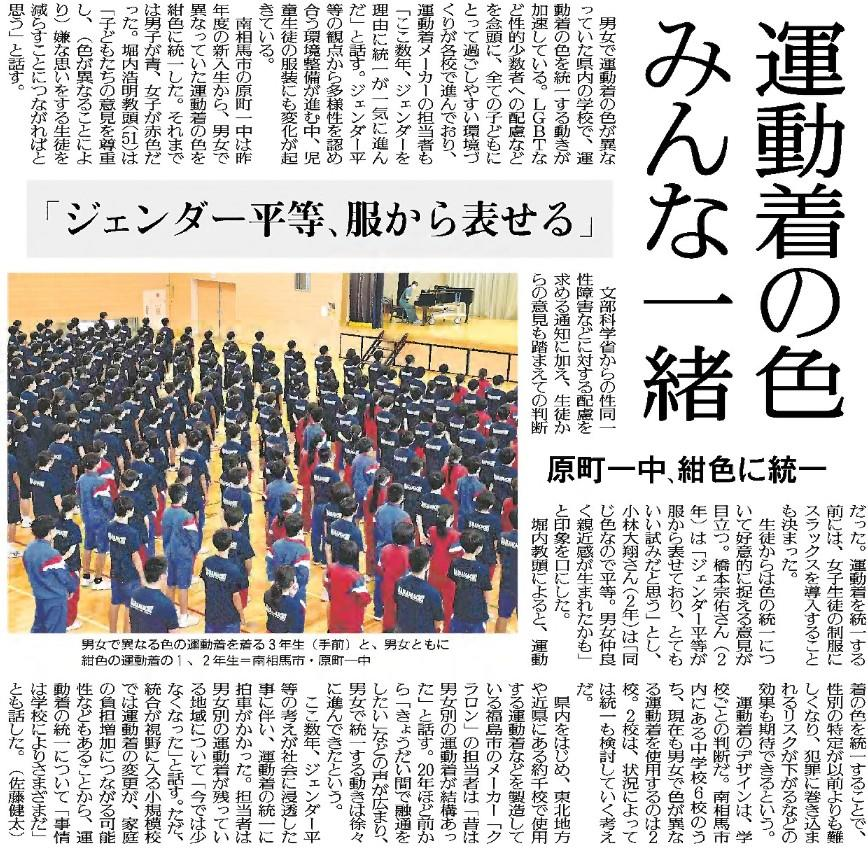 運動着の色
みんな一緒
原町一中、紺色に統一
「ジェンダー平等、服から表せる」
男女で運動着の色が異な
っていた県内の学校で、運
動着の色を統一する動きが
加速している。LGBTな
ど性的少数者への配慮など
を念頭に、全ての子どもに
とって過ごしやすい環境づ
くりが各校で進んでおり、
運動着メーカーの担当者も
「ここ数年、ジェンダーを
理由に統一が一気に進ん
だ」と話す。ジェンダー平
等の観点から多様性を認め
合う環境整備が進む中、児
童生徒の服装にも変化が起
きている。
南相馬市の原町一中は昨
年度の新入生から、男女で
異なっていた運動着の色を
紺色に統一した。それまで
は男子が青、女子が赤色だ
った。堀内浩明教頭(51)は
「子どもたちの意見を尊重
し、(色が異なることによ
り)嫌な思いをする生徒を
減らすことにつながればと
思う」と話す。
文部科学省からの性同一
性障害などに対する配慮を
求める通知に加え、生徒か
らの意見も踏まえての判断
だった。運動着を統一する
前には、女子生徒の制服に
スラックスを導入すること
も決まった。
生徒からは色の統一につ
いて好意的に捉える意見が
目立つ。橋本宗佑さん(2
年)は「ジェンダー平等が
服から表せており、とても
いい試みだと思う」とし、
小林大翔さん(2年)は「同
じ色なので平等。男女仲良
く親近感が生まれたかも」
と印象を口にした。
堀内教頭によると、運動
着の色を統一することで、
性別の特定が以前よりも難
しくなり、犯罪に巻き込ま
れるリスクが下がるなどの
効果も期待できるという。
運動着のデザインは、学
校ごとの判断だ。南相馬市
内にある中学校6校のう
ち、現在も男女で色が異な
る運動着を使用するのは2
校。2校は、状況によって
は統一も検討していく考え
だ。
県内をはじめ、東北地方
や近県にある約千校で使用
する運動着などを製造して
いる福島市のメーカー「ク
ラロン」の担当者は「昔は
男女別の運動着が結構あっ
た」と話す。20年ほど前か
ら「きょうだい間で融通を
したい」などの声が広まり、
男女で統一する動きは徐々
に進んできたという。
ここ数年、ジェンダー平
等の考えが社会に浸透した
事に伴い、運動着の統一に
拍車がかかった。担当者は
男女別の運動着が残ってい
る地域について「今では少
なくなった」と話す。ただ、
統合が視野に入る小規模校
では運動着の変更が、家庭
の負担増加につながる可能
性などもあることから、運
動着の統一について「事情
は学校によりさまざまだ」
とも話した。(佐藤健太)
男女で異なる色の運動着を着る3年生(手前)と、男女ともに
紺色の運動着の1、2年生=南相馬市・原町一中